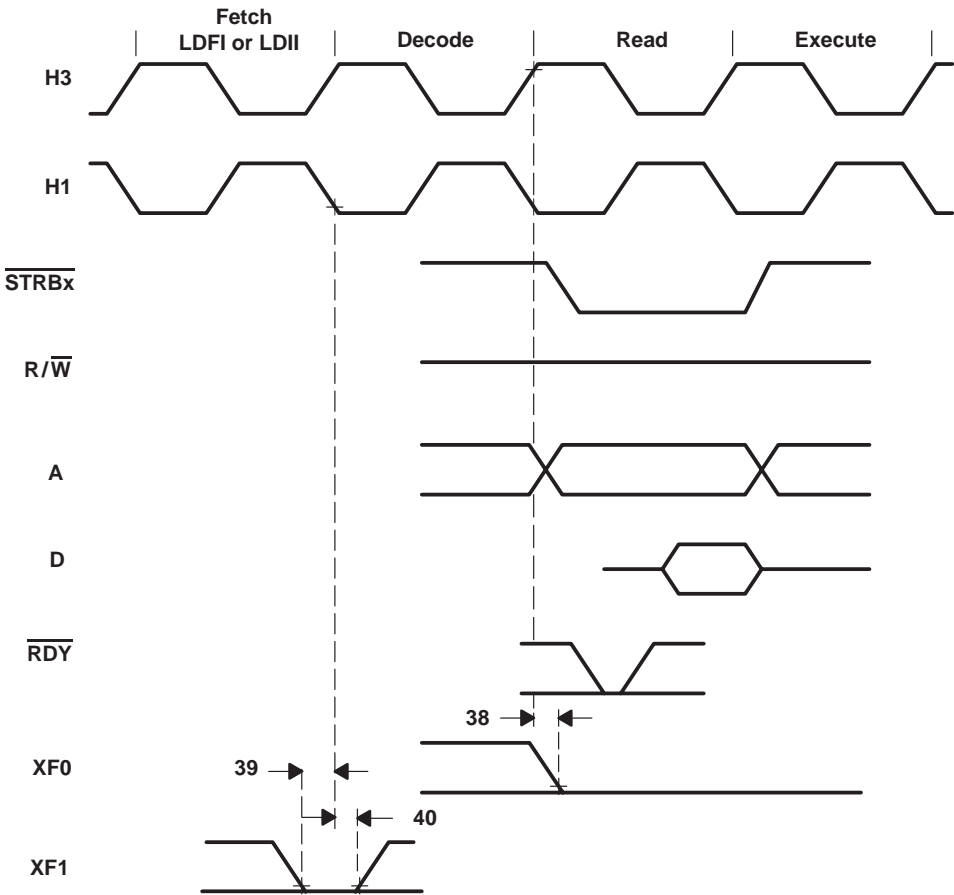 Fetch
LDFI or LDII
Decode
Read
Execute
H3
H1
STRBx
R/W
A
D
RDY
38
XF0
39
40
XF1